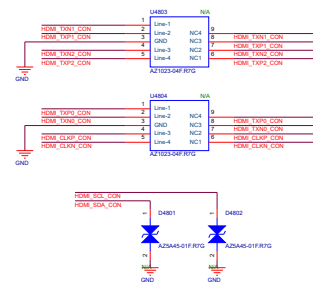 U4803 N/A
1 Line-1
HDMI_TXN1_CON 2 Line-2 NC4 9 HDMI_TXN1_CON
HDMI_TXP1_CON 3 GND NC3 8 HDMI_TXP1_CON
HDMI_TXN2_CON 4 Line-3 NC2 7 HDMI_TXN2_CON
HDMI_TXP2_CON 5 Line-4 NC1 6 HDMI_TXP2_CON
GND
AZ1023-04F.R7G
U4804 N/A
1 Line-1
HDMI_TXP0_CON 2 Line-2 NC4 9 HDMI_TXP0_CON
HDMI_TXN0_CON 3 GND NC3 8 HDMI_TXN0_CON
HDMI_CLKP_CON 4 Line-3 NC2 7 HDMI_CLKP_CON
HDMI_CLKN_CON 5 Line-4 NC1 6 HDMI_CLKN_CON
GND
AZ1023-04F.R7G
HDMI_SCL_CON
HDMI_SDA_CON
1 D4801 1 D4802
AZ5A45-01F.R7G AZ5A45-01F.R7G
2 2
GND GND